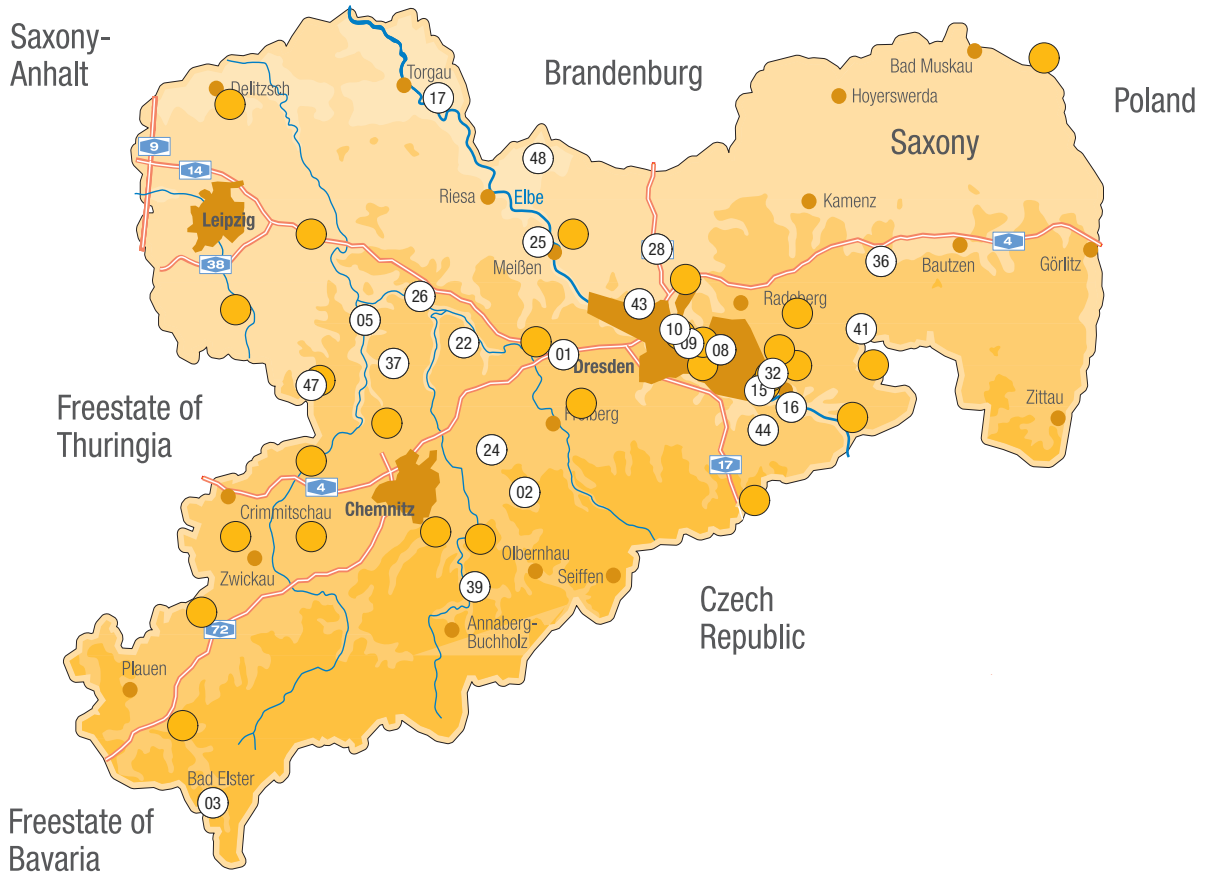 Saxony-
Anhalt
Brandenburg
Poland
Saxony
Bad Muskau
Hoyerswerda
Torgau
17
Delitzsch
9
14
48
Riesa
Elbe
Kamenz
Leipzig
25
Meißen
28
4
36
Bautzen
Görlitz
38
26
43
Radeberg
05
10
09
08
41
22
01
Dresden
37
32
47
15
16
Freestate of
Thuringia
Freiberg
Zittau
44
24
17
4
02
Chemnitz
Crimmitschau
Olbernhau
Zwickau
Seiffen
39
Czech
Republic
72
Annaberg-
Buchholz
Plauen
Bad Elster
03
Freestate of
Bavaria